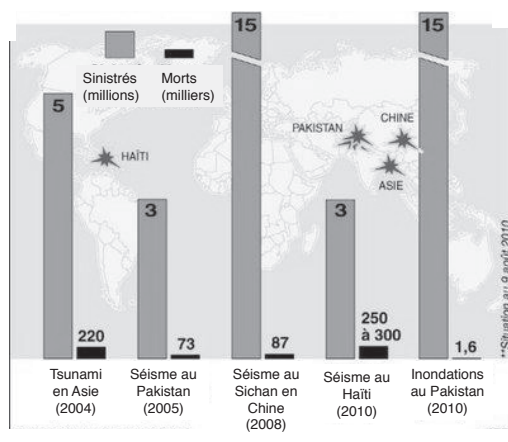 15
15
Sinistrés
(millions)
Morts
(milliers)
5
HAÏTI
PAKISTAN
CHINE
ASIE
3
3
220
73
87
250
à 300
1,6
**Situation au 9 août 2010
Tsunami
en Asie
(2004)
Séisme au
Pakistan
(2005)
Séisme au
Sichan en
Chine
(2008)
Séisme au
Haïti
(2010)
Inondations
au Pakistan
(2010)